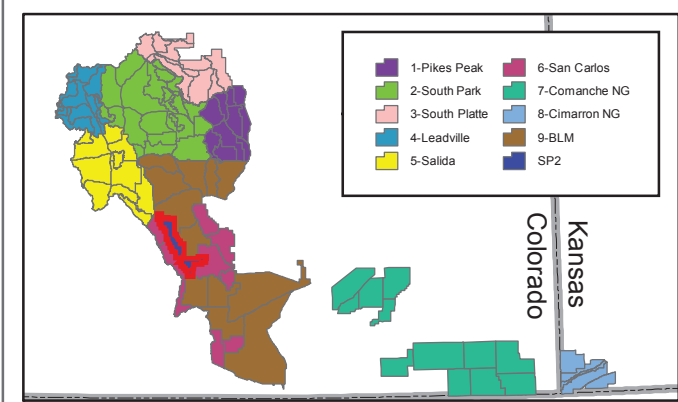 1-Pikes Peak
2-South Park
3-South Platte
4-Leadville
5-Salida
6-San Carlos
7-Comanche NG
8-Cimarron NG
9-BLM
SP2
Colorado
Kansas